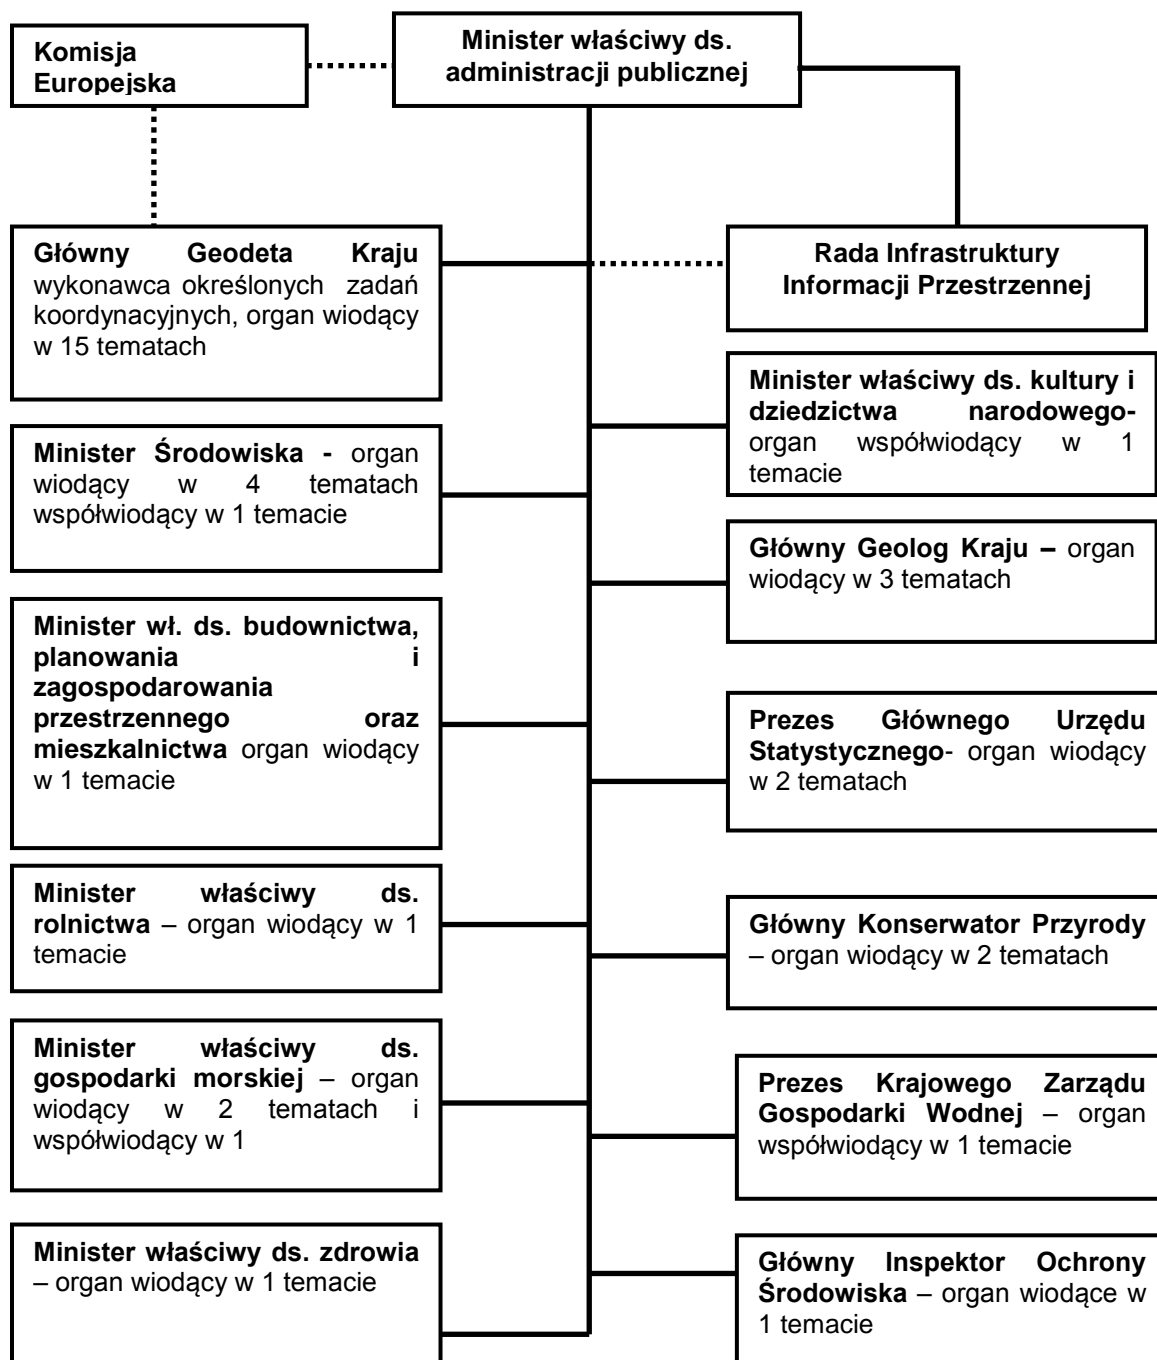 Komisja
Europejska
Minister właściwy ds.
administracji publicznej
Główny Geodeta Kraju
wykonawca określonych zadań
koordynacyjnych, organ wiodący
w 15 tematach
Rada Infrastruktury
Informacji Przestrzennej
Minister właściwy ds. kultury i
dziedzictwa narodowego-
organ współwiodący w 1
temacie
Minister Środowiska - organ
wiodący w 4 tematach
współwiodący w 1 temacie
Główny Geolog Kraju – organ
wiodący w 3 tematach
Minister wł. ds. budownictwa,
planowania i
zagospodarowania
przestrzennego oraz
mieszkalnictwa organ wiodący
w 1 temacie
Prezes Głównego Urzędu
Statystycznego- organ wiodący
w 2 tematach
Minister właściwy ds.
rolnictwa – organ wiodący w 1
temacie
Główny Konserwator Przyrody
– organ wiodący w 2 tematach
Minister właściwy ds.
gospodarki morskiej – organ
wiodący w 2 tematach i
współwiodący w 1
Prezes Krajowego Zarządu
Gospodarki Wodnej – organ
współwiodący w 1 temacie
Minister właściwy ds. zdrowia
– organ wiodący w 1 temacie
Główny Inspektor Ochrony
Środowiska – organ wiodące w
1 temacie